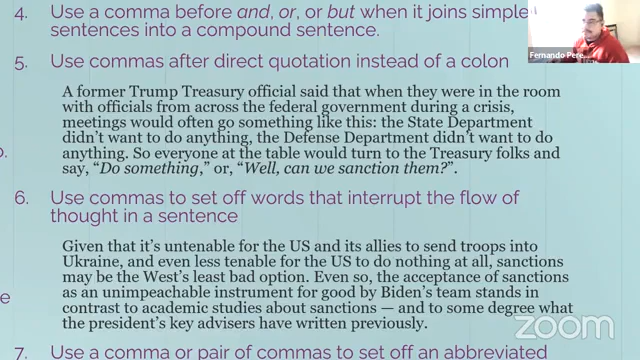 4. Use a comma before and, or, or but when it joins simple
sentences into a compound sentence.
Fernando Pere
5. Use commas after direct quotation instead of a colon
A former Trump Treasury official said that when they were in the room
with officials from across the federal government during a crisis,
meetings would often go something like this: the State Department
didn't want to do anything, the Defense Department didn't want to do
anything. So everyone at the table would turn to the Treasury folks and
say, “Do something,” or, “Well, can we sanction them?”.
6. Use commas to set off words that interrupt the flow of
thought in a sentence
Given that it's untenable for the US and its allies to send troops into
Ukraine, and even less tenable for the US to do nothing at all, sanctions
may be the West's least bad option. Even so, the acceptance of sanctions
as an unimpeachable instrument for good by Biden's team stands in
contrast to academic studies about sanctions — and to some degree what
the president's key advisers have written previously.
zoom
7. Use a comma or pair of commas to set off an abbreviated